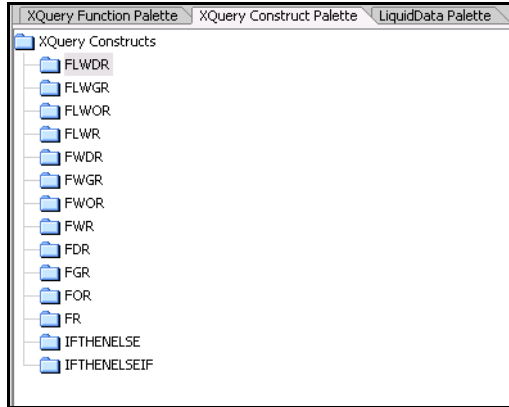 XQuery Function Palette XQuery Construct Palette LiquidData Palette
XQuery Constructs
FLWDR
FLWGR
FLWOR
FLWR
FWDR
FWGR
FWOR
FWR
FDR
FGR
FOR
FR
IFTHENELSE
IFTHENELSEIF